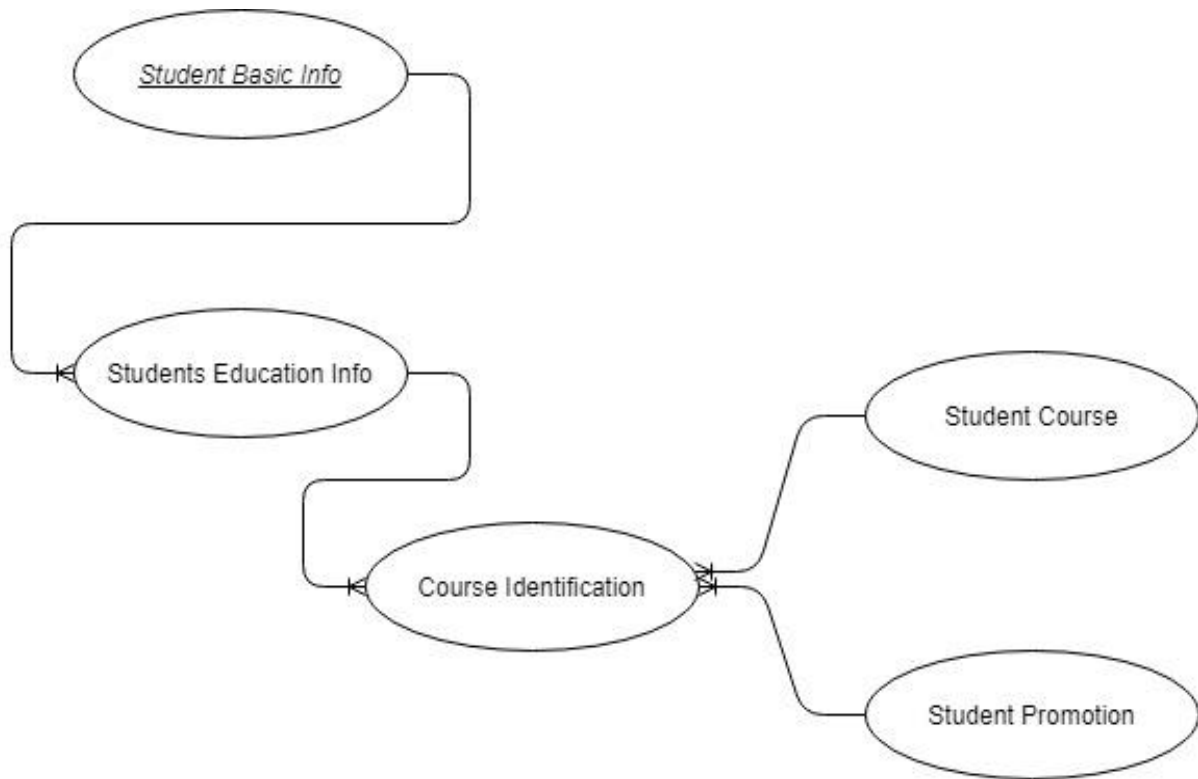 Student Basic Info
Students Education Info
Student Course
Course Identification
Student Promotion